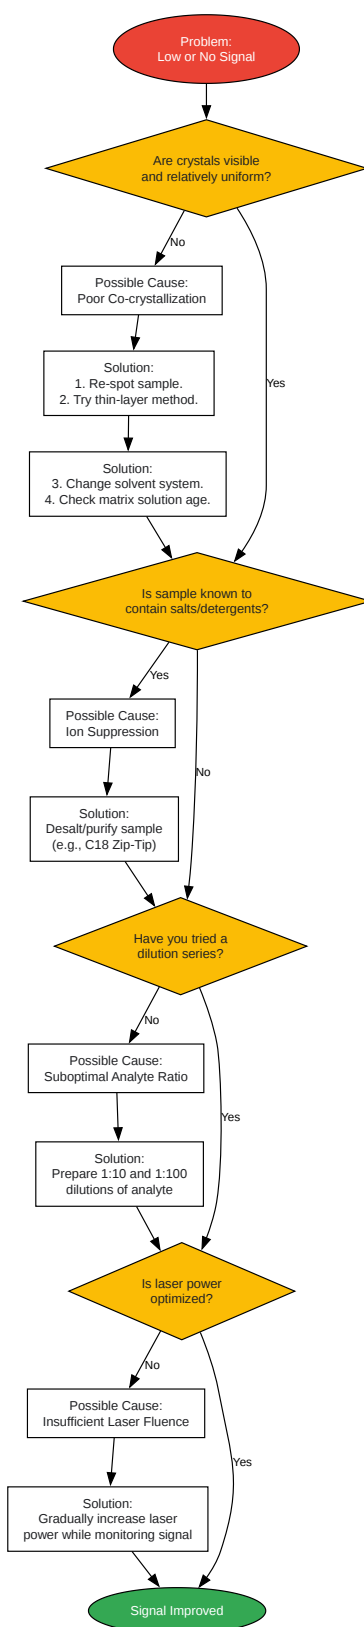 Problem:
Low or No Signal
Are crystals visible
and relatively uniform?
No
Possible Cause:
Poor Co-crystallization
Yes
Solution:
1. Re-spot sample.
2. Try thin-layer method.
Solution:
3. Change solvent system.
4. Check matrix solution age.
Is sample known to
contain salts/detergents?
Yes
Possible Cause:
Ion Suppression
No
Solution:
Desalt/purify sample
(e.g., C18 Zip-Tip)
Have you tried a
dilution series?
No
Possible Cause:
Suboptimal Analyte Ratio
Yes
Solution:
Prepare 1:10 and 1:100
dilutions of analyte
Is laser power
optimized?
No
Possible Cause:
Insufficient Laser Fluence
Yes
Solution:
Gradually increase laser
power while monitoring signal
Signal Improved